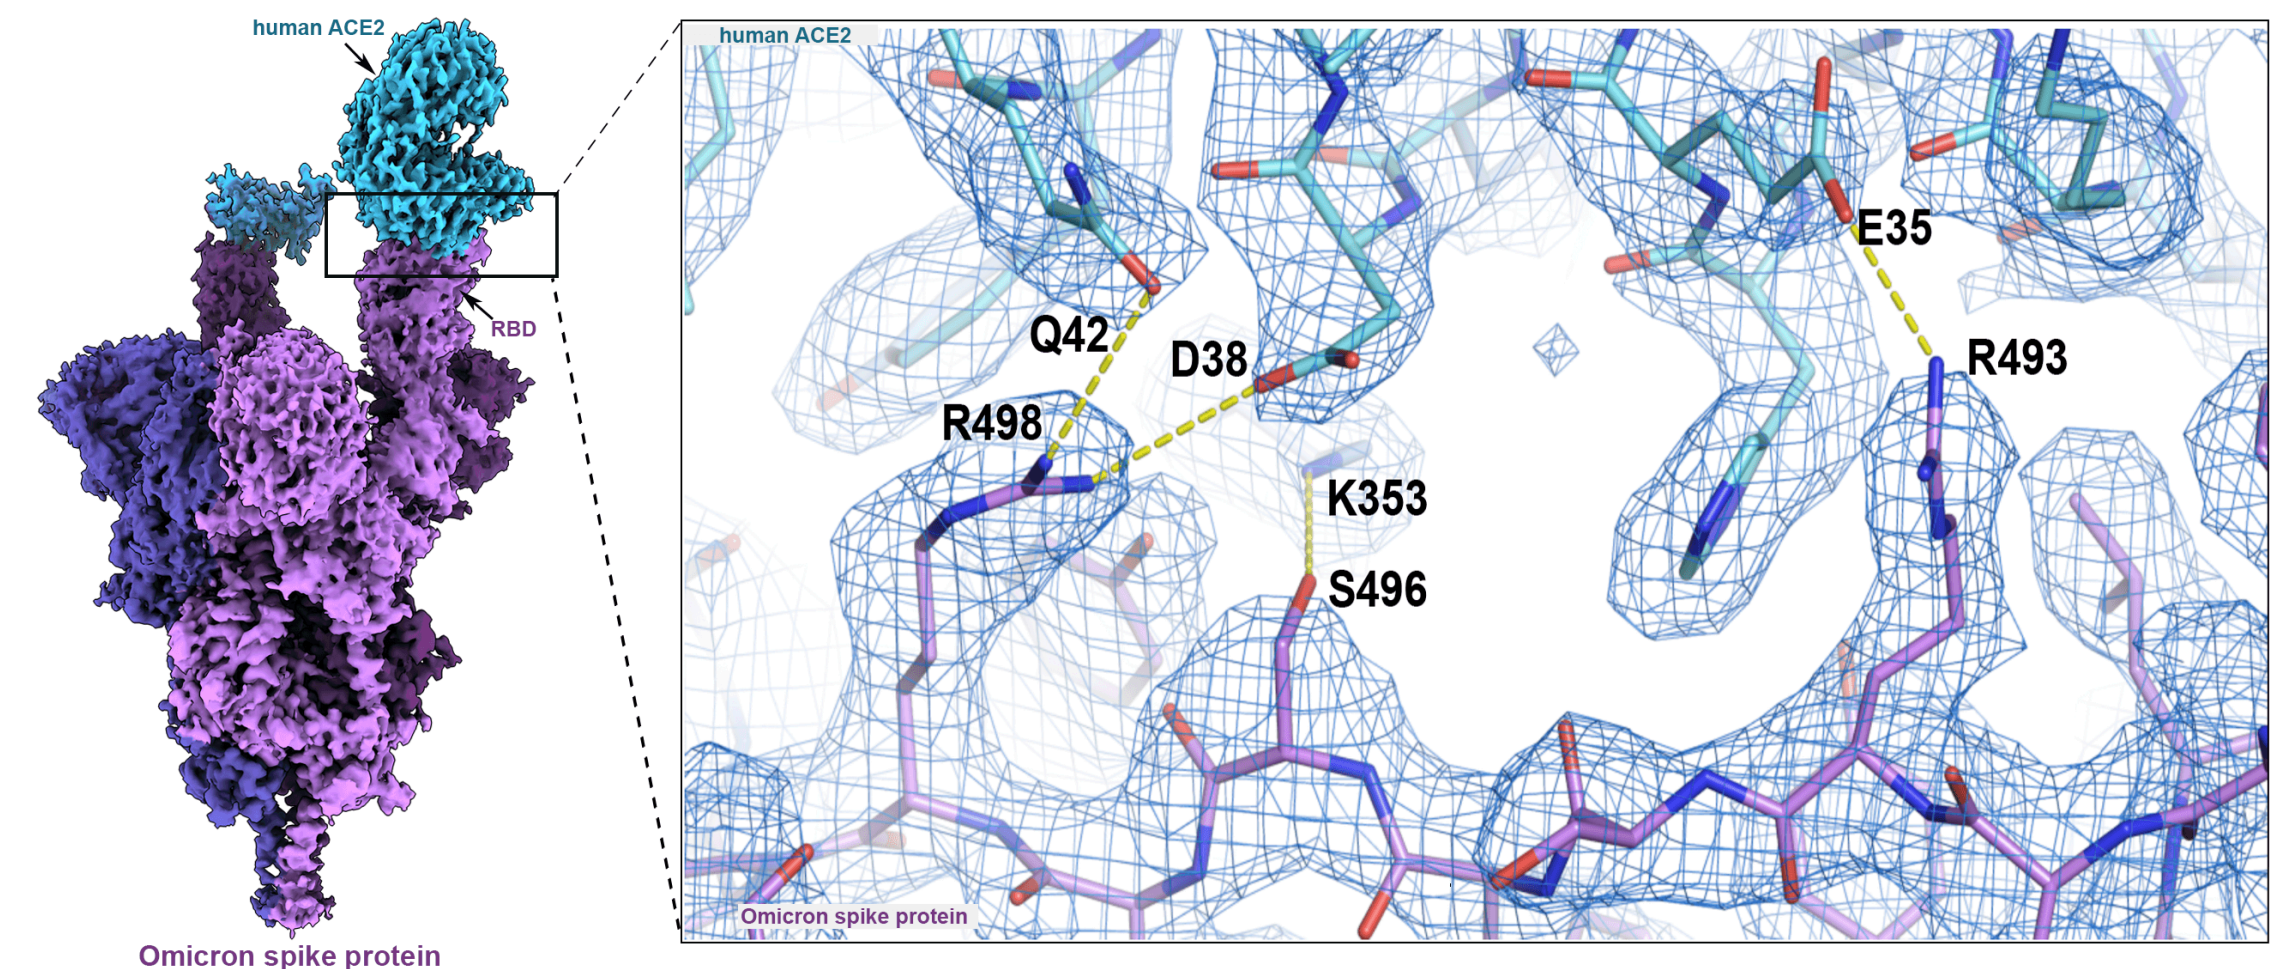 human ACE2
RBD
Omicron spike protein
human ACE2
E35
Q42
D38
R493
R498
K353
S496
Omicron spike protein